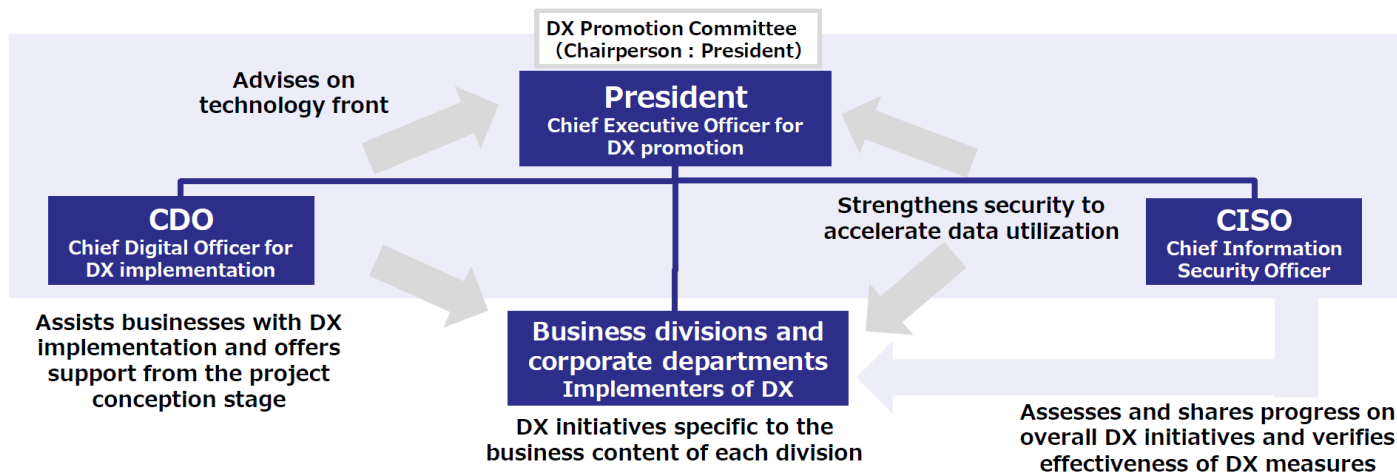 DX Promotion Committee
（Chairperson : President）
Advises on
technology front
President
Chief Executive Officer for
DX promotion
CDO
Chief Digital Officer for
DX implementation
Strengthens security to
accelerate data utilization
CISO
Chief Information
Security Officer
Assists businesses with DX
implementation and offers
support from the project
conception stage
Business divisions and
corporate departments
Implementers of DX
DX initiatives specific to the
business content of each division
Assesses and shares progress on
overall DX initiatives and verifies
effectiveness of DX measures